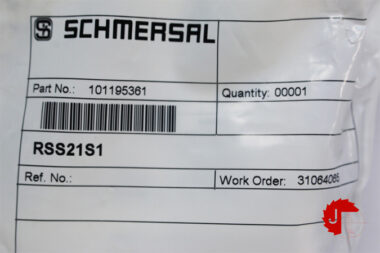 SCHMERSAL
Part No.: 101195361
Quantity: 00001
RSS21S1
Ref. No.:
Work Order: 31064065